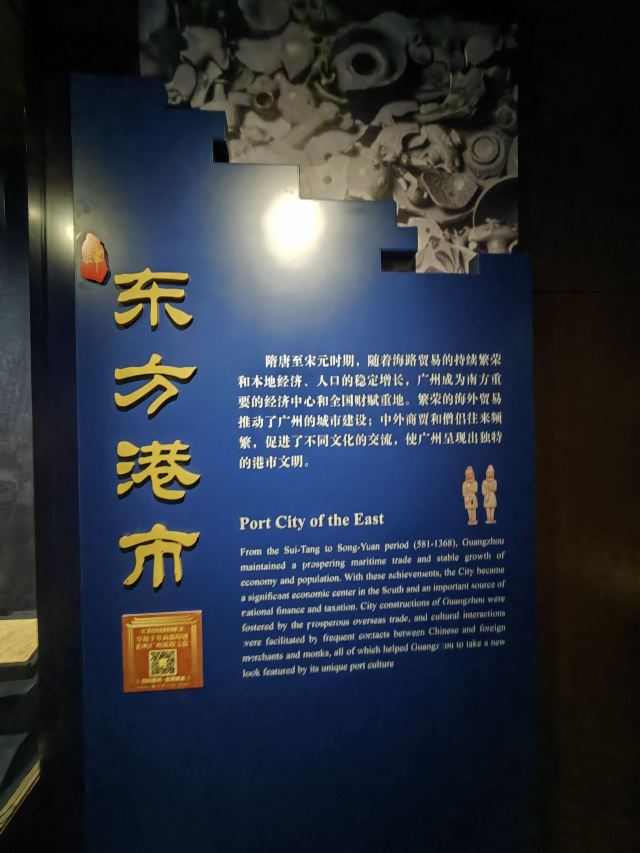 东方港市
隋唐至宋元时期，随着海路贸易的持续繁荣
和本地经济、人口的稳定增长，广州成为南方重
要的经济中心和全国财赋重地。繁荣的海外贸易
推动了广州的城市建设；中外商贾和僧侣往来频
繁，促进了不同文化的交流，使广州呈现出独特
的港市文明。
Port City of the East
From the Sui-Tang to Song-Yuan period (581-1368), Guangzhou
maintained a prospering maritime trade and stable growth of
economy and population. With these achievements, the City became
a significant economic center in the South and an important source of
national finance and taxation. City constructions of Guangzhou were
fostered by the prosperous overseas trade, and cultural interactions
were facilitated by frequent contacts between Chinese and foreign
merchants and monks, all of which helped Guangzhou to take a new
look featured by its unique port culture